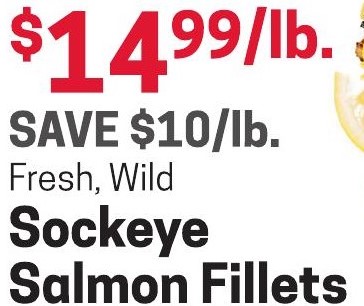 $14 99/lb.
SAVE $10/lb.
Fresh, Wild
Sockeye
Salmon Fillets